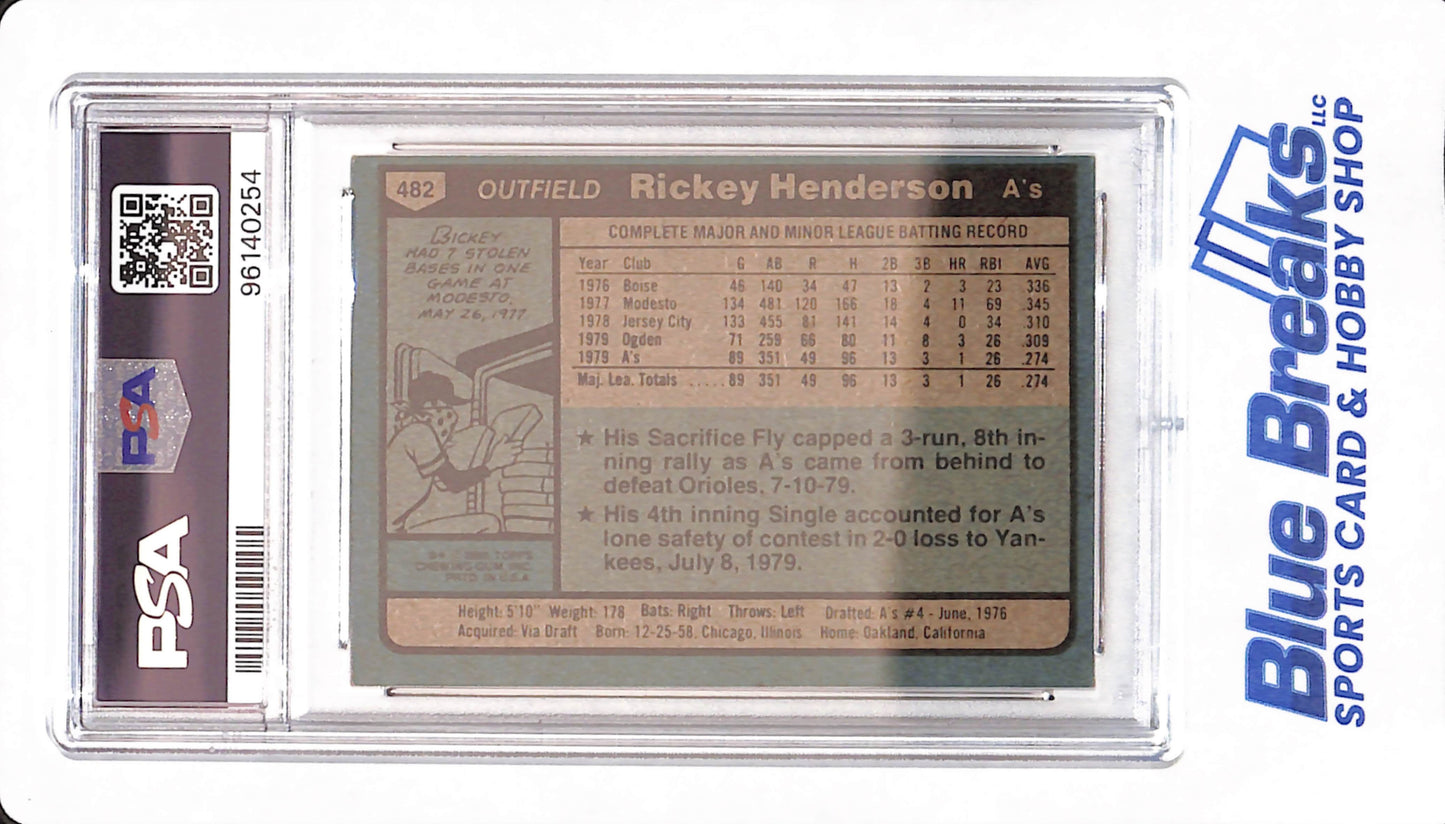 482 OUTFIELD Rickey Henderson A's
RICKEY
HAD 7 STOLEN
BASES IN ONE
GAME AT
MODESTO,
MAY 26, 1977
COMPLETE MAJOR AND MINOR LEAGUE BATTING RECORD
Year Club G AB R H 2B 3B HR RBI AVG
1976 Boise 46 140 34 47 13 2 3 23 .336
1977 Modesto 134 481 120 166 18 4 11 69 .345
1978 Jersey City 133 455 81 141 14 4 0 34 .310
1979 Ogden 71 259 66 80 11 8 3 26 .309
1979 A's 89 351 49 96 13 3 1 26 .274
Maj. Lea. Totals ..... 89 351 49 96 13 3 1 26 .274
★ His Sacrifice Fly capped a 3-run, 8th in-
ning rally as A's came from behind to
defeat Orioles, 7-10-79.
★ His 4th inning Single accounted for A's
lone safety of contest in 2-0 loss to Yan-
kees, July 8, 1979.
TOPPS
CHEWING GUM, INC.
PRTD. IN U.S.A.
Height: 5'10" Weight: 178 Bats: Right Throws: Left Drafted: A's #4 - June, 1976
Acquired: Via Draft Born: 12-25-58, Chicago, Illinois Home: Oakland, California
96140254
PSA
PSA
Blue Breaks LLC
SPORTS CARD & HOBBY SHOP